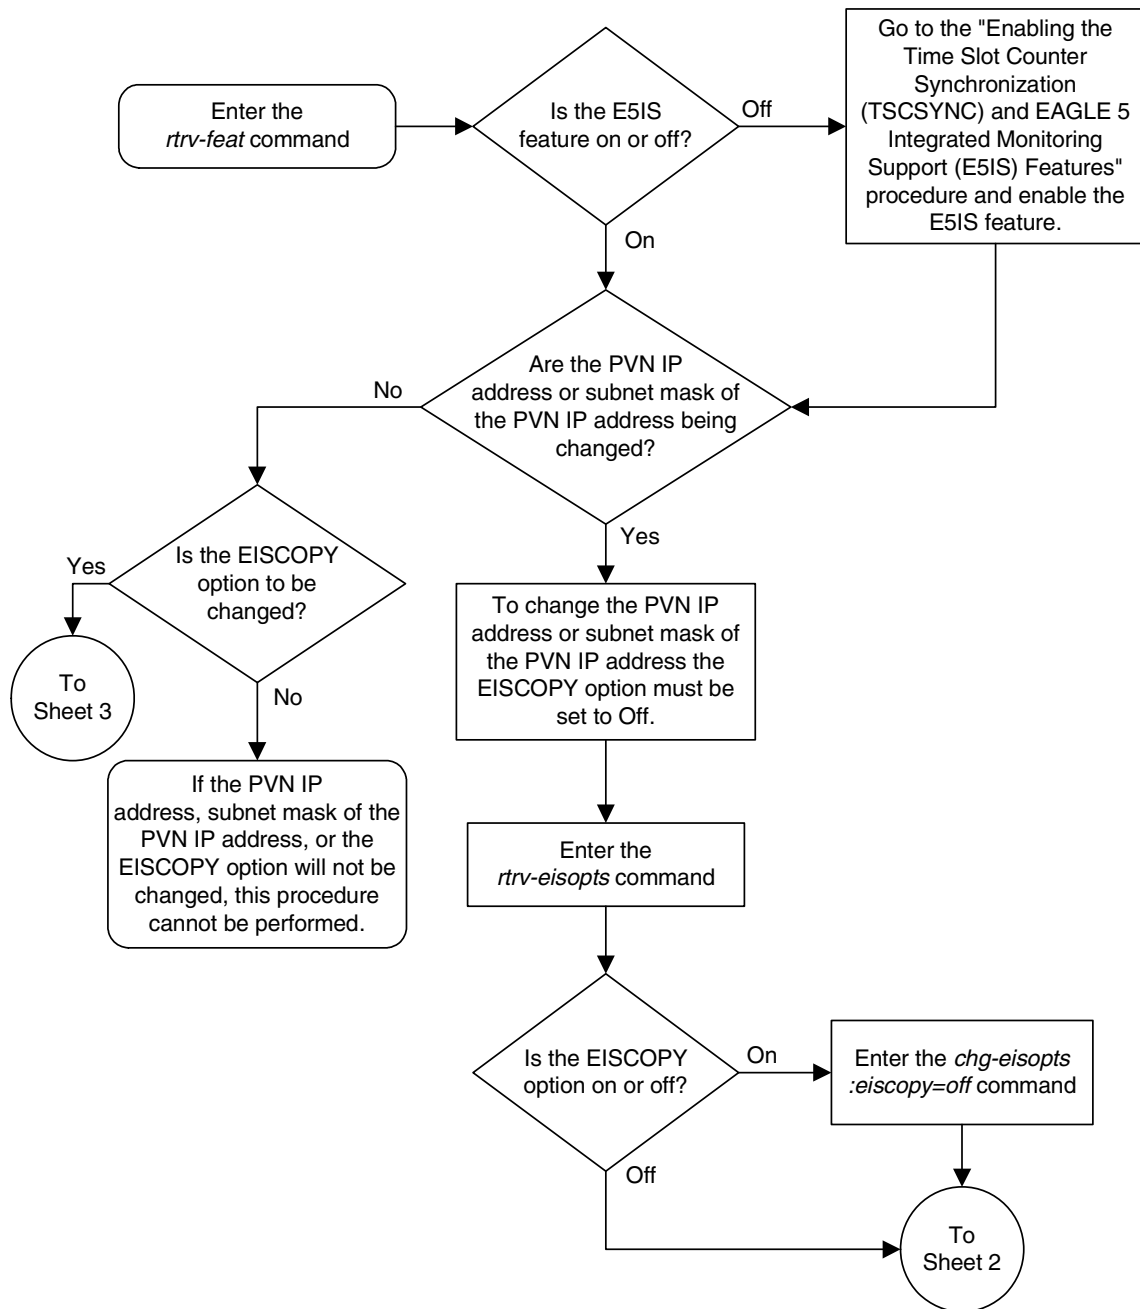 Enter the
rtrv-feat command
Is the E5IS
feature on or off?
Off
Go to the "Enabling the
Time Slot Counter
Synchronization
(TSCSYNC) and EAGLE 5
Integrated Monitoring
Support (E5IS) Features"
procedure and enable the
E5IS feature.
On
Are the PVN IP
address or subnet mask of
the PVN IP address being
changed?
No
Yes
Is the EISCOPY
option to be
changed?
Yes
To
Sheet 3
No
If the PVN IP
address, subnet mask of the
PVN IP address, or the
EISCOPY option will not be
changed, this procedure
cannot be performed.
To change the PVN IP
address or subnet mask of
the PVN IP address the
EISCOPY option must be
set to Off.
Enter the
rtrv-eisopts command
Is the EISCOPY
option on or off?
On
Enter the chg-eisopts
:eiscopy=off command
Off
To
Sheet 2